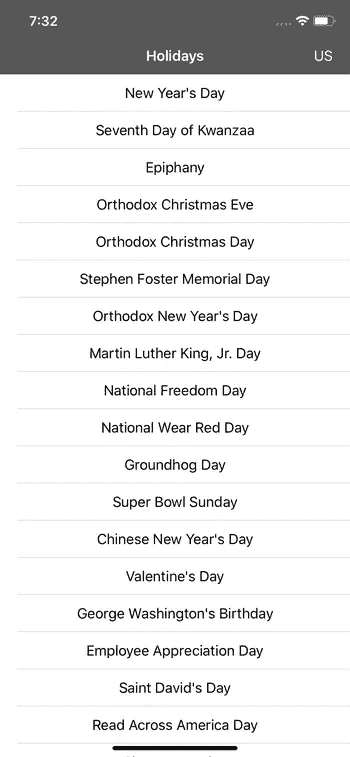 7:32
Holidays
US
New Year's Day
Seventh Day of Kwanzaa
Epiphany
Orthodox Christmas Eve
Orthodox Christmas Day
Stephen Foster Memorial Day
Orthodox New Year's Day
Martin Luther King, Jr. Day
National Freedom Day
National Wear Red Day
Groundhog Day
Super Bowl Sunday
Chinese New Year's Day
Valentine's Day
George Washington's Birthday
Employee Appreciation Day
Saint David's Day
Read Across America Day